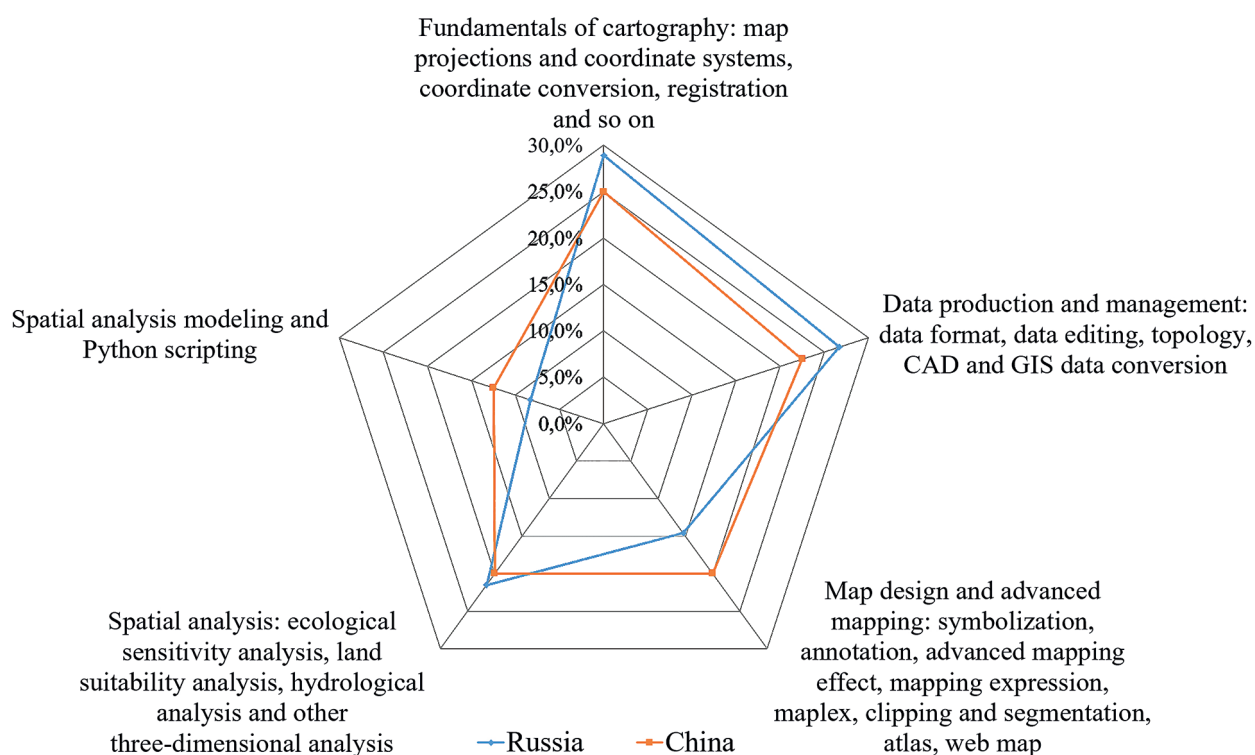 Fundamentals of cartography: map
projections and coordinate systems,
coordinate conversion, registration
and so on
30,0%
25,0%
20,0%
15,0%
10,0%
5,0%
0,0%
Data production and management:
data format, data editing, topology,
CAD and GIS data conversion
Spatial analysis modeling and
Python scripting
Map design and advanced
mapping: symbolization,
annotation, advanced mapping
effect, mapping expression,
maplex, clipping and segmentation,
atlas, web map
Spatial analysis: ecological
sensitivity analysis, land
suitability analysis, hydrological
analysis and other
three-dimensional analysis
Russia
China